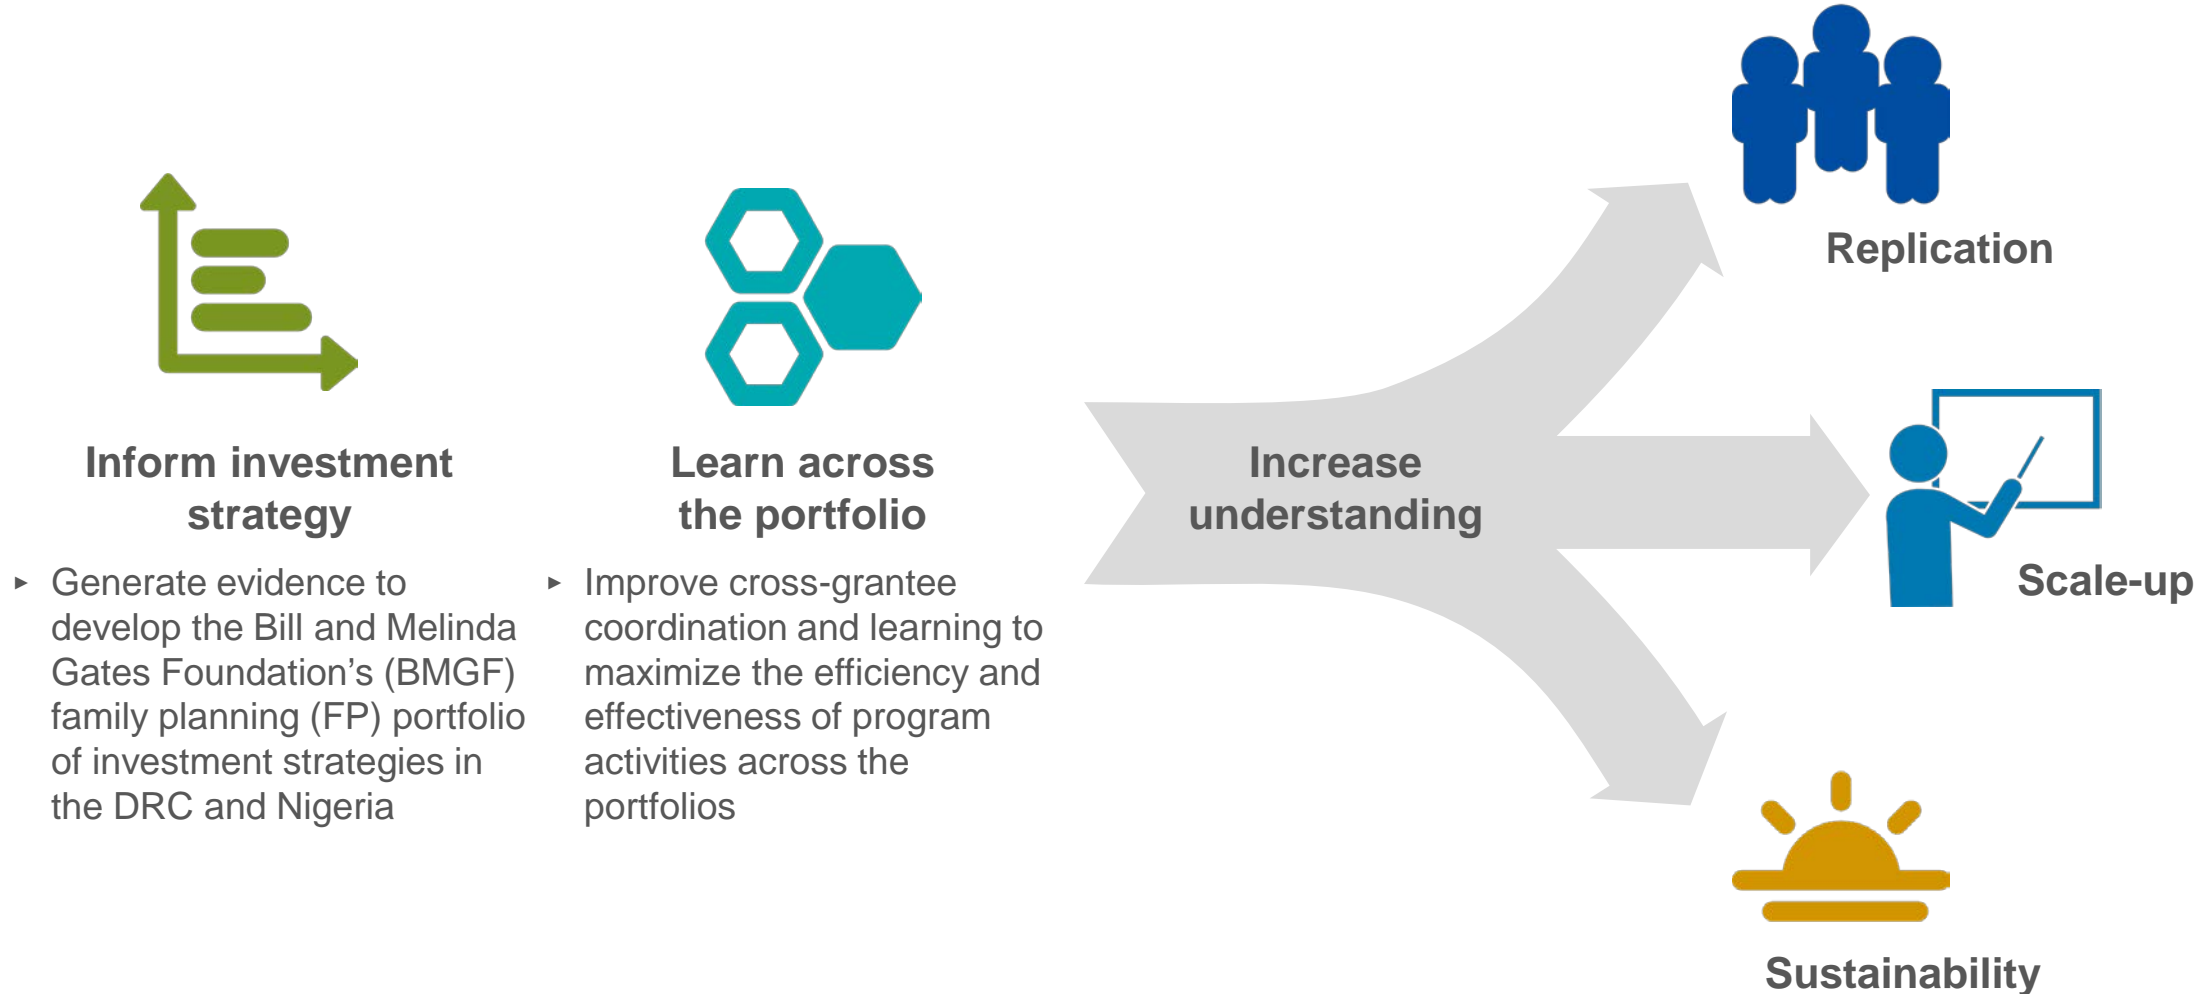 Inform investment
strategy
▸ Generate evidence to
develop the Bill and Melinda
Gates Foundation’s (BMGF)
family planning (FP) portfolio
of investment strategies in
the DRC and Nigeria
Learn across
the portfolio
▸ Improve cross-grantee
coordination and learning to
maximize the efficiency and
effectiveness of program
activities across the
portfolios
Increase
understanding
Replication
Scale-up
Sustainability